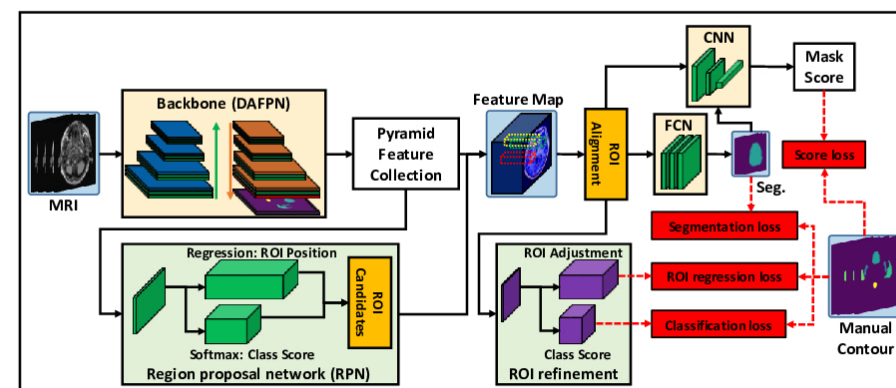 MRI
Backbone (DAFPN)
Pyramid
Feature
Collection
Feature Map
ROI
Alignment
CNN
Mask
Score
FCN
Seg.
Score loss
Segmentation loss
ROI regression loss
Classification loss
Manual
Contour
Regression: ROI Position
Softmax: Class Score
ROI
Candidates
Region proposal network (RPN)
ROI Adjustment
Class Score
ROI refinement